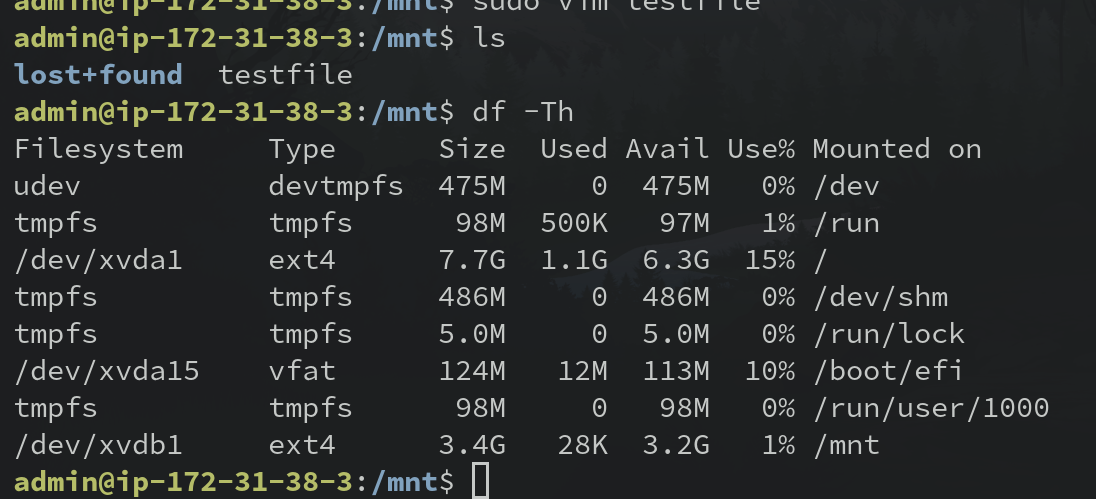 admin@ip-172-31-38-3:/mnt$ sudo vim testfile
admin@ip-172-31-38-3:/mnt$ ls
lost+found  testfile
admin@ip-172-31-38-3:/mnt$ df -Th
Filesystem     Type      Size  Used Avail Use% Mounted on
udev           devtmpfs  475M     0  475M   0% /dev
tmpfs          tmpfs      98M  500K   97M   1% /run
/dev/xvda1     ext4      7.7G  1.1G  6.3G  15% /
tmpfs          tmpfs     486M     0  486M   0% /dev/shm
tmpfs          tmpfs     5.0M     0  5.0M   0% /run/lock
/dev/xvda15    vfat      124M   12M  113M  10% /boot/efi
tmpfs          tmpfs      98M     0   98M   0% /run/user/1000
/dev/xvdb1     ext4      3.4G   28K  3.2G   1% /mnt
admin@ip-172-31-38-3:/mnt$